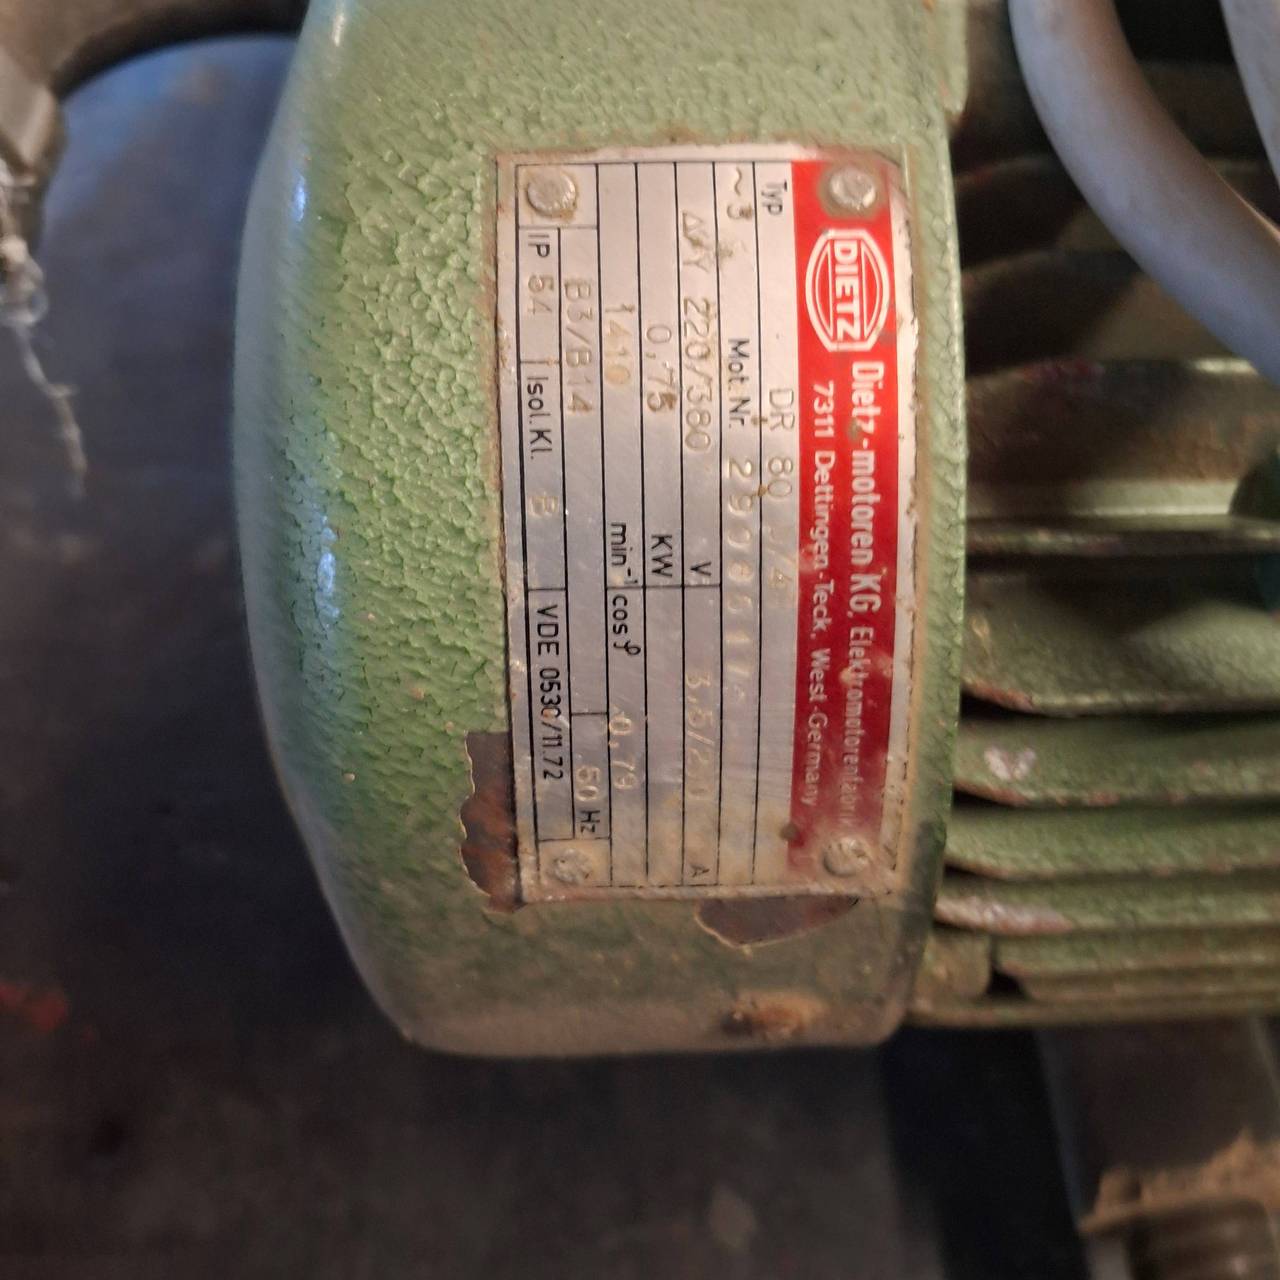 DIETZ
Dietz-motoren KG, Elektromotorenfabrik
7311 Dettingen-Teck, West-Germany
Typ DR 80 /4
~3 Mot.Nr.
Δ/Y 220/380 V 3,5/2,0 A
0,75 KW
1410 min⁻¹ cosφ 0,79
B3/B14 50 Hz
IP 54 Isol.Kl. B VDE 0530/11.72